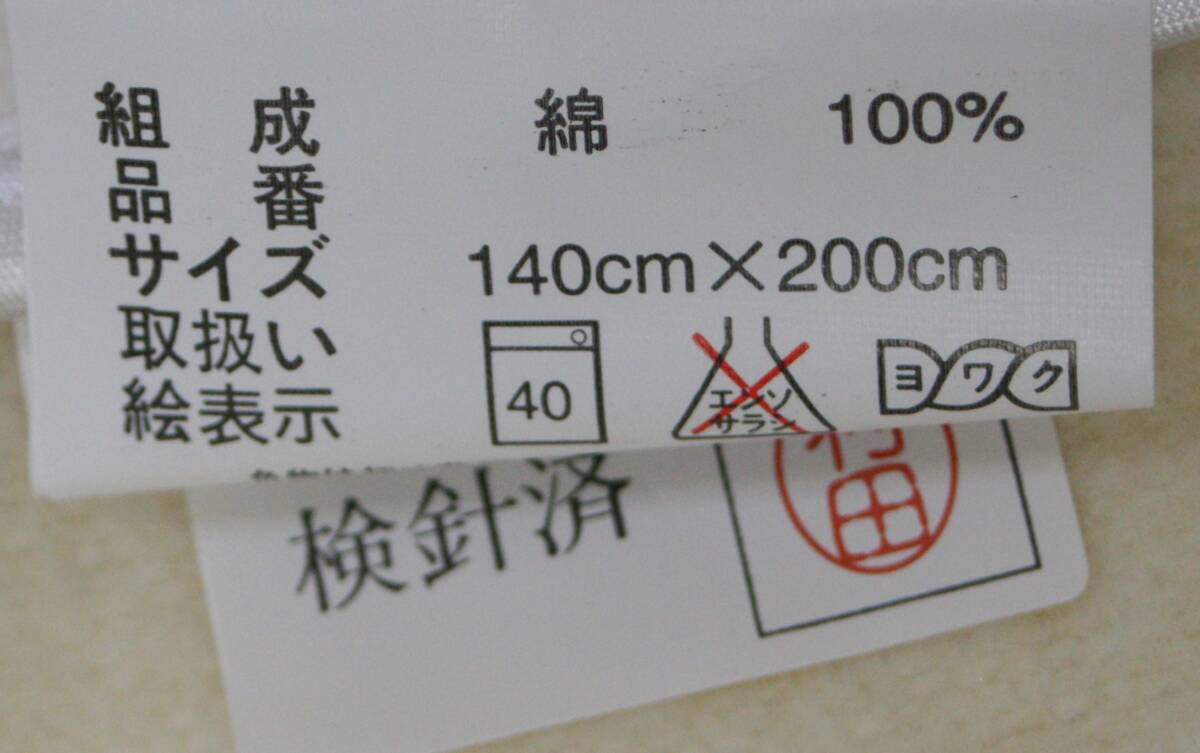 組成 綿 100%
品番
サイズ 140cm×200cm
取扱い
絵表示
40
エンソ
サラシ
ヨワク
検針済
田